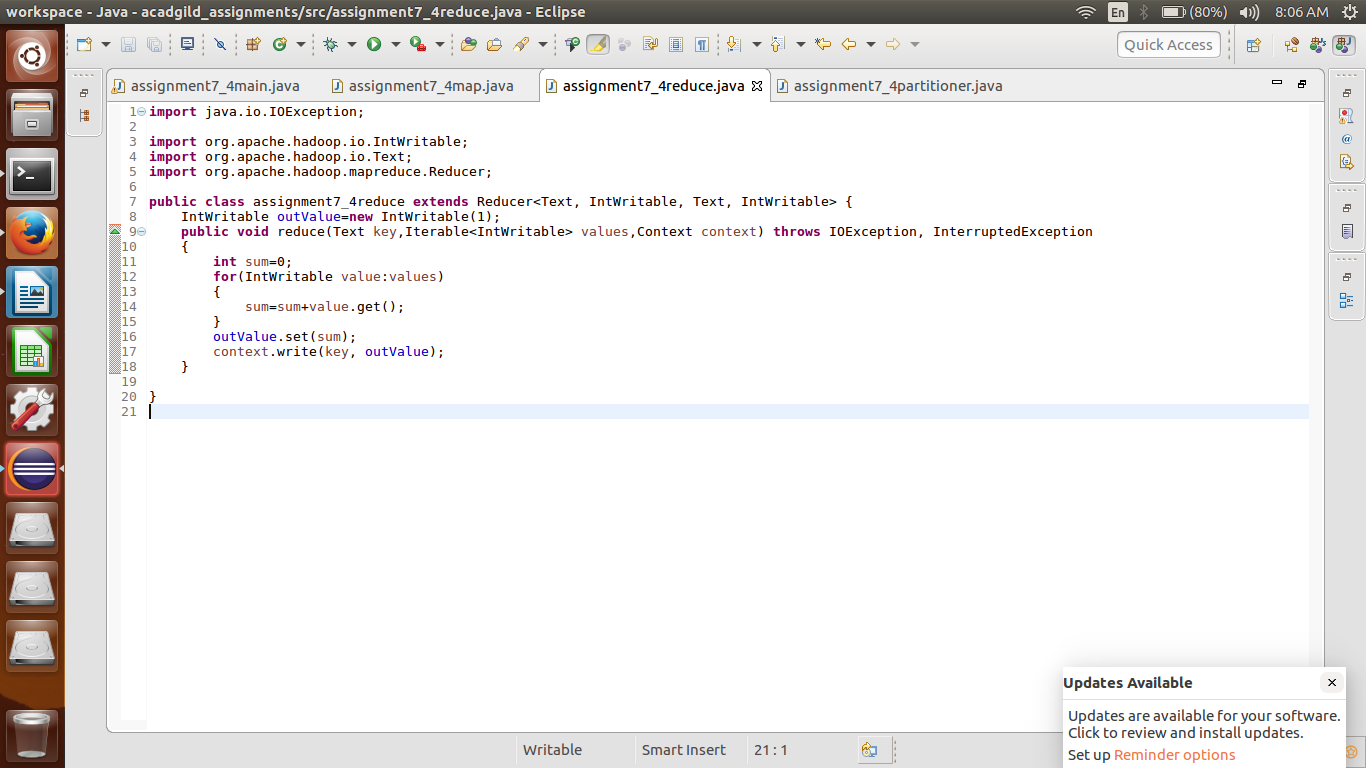 workspace - Java - acadgild_assignments/src/assignment7_4reduce.java - Eclipse
En
(80%)
8:06 AM
Quick Access
assignment7_4main.java
assignment7_4map.java
assignment7_4reduce.java
assignment7_4partitioner.java
1 import java.io.IOException;
2
3 import org.apache.hadoop.io.IntWritable;
4 import org.apache.hadoop.io.Text;
5 import org.apache.hadoop.mapreduce.Reducer;
6
7 public class assignment7_4reduce extends Reducer<Text, IntWritable, Text, IntWritable> {
8     IntWritable outValue=new IntWritable(1);
9     public void reduce(Text key,Iterable<IntWritable> values,Context context) throws IOException, InterruptedException
10     {
11         int sum=0;
12         for(IntWritable value:values)
13         {
14             sum=sum+value.get();
15         }
16         outValue.set(sum);
17         context.write(key, outValue);
18     }
19
20 }
21
Updates Available
Updates are available for your software.
Click to review and install updates.
Set up Reminder options
Writable
Smart Insert
21 : 1